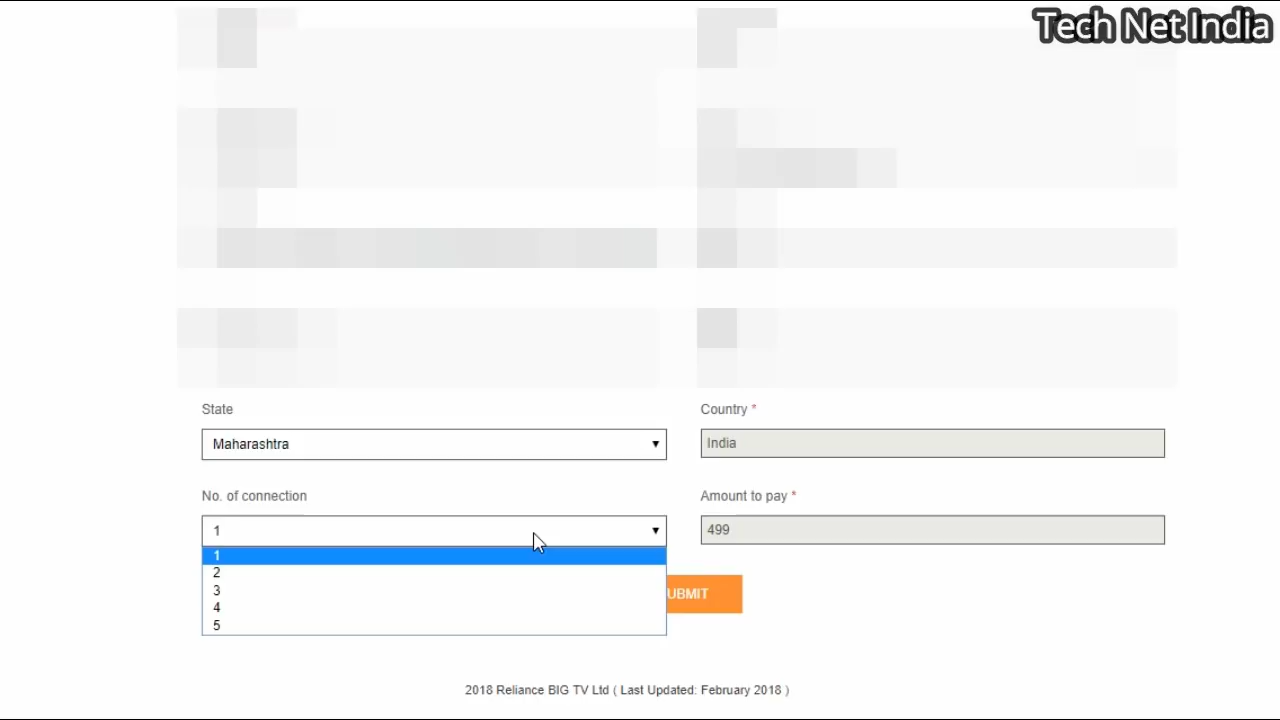 Tech Net India
State
Country *
Maharashtra
India
No. of connection
Amount to pay *
1
499
1
2
3
4
5
UBMIT
2018 Reliance BIG TV Ltd ( Last Updated: February 2018 )